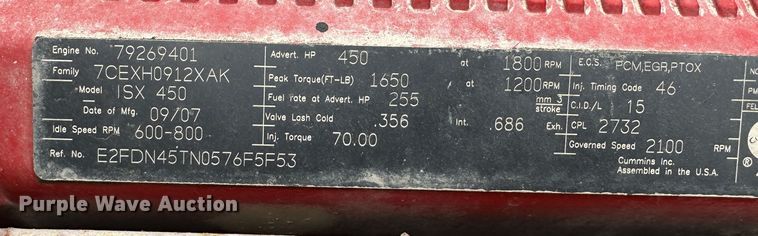 Engine No. 79269401
Family 7CEXH0912XAK
Model ISX 450
Date of Mfg. 09/07
Idle Speed RPM 600-800
Ref. No. E2FDN45TN0576F5F53
Advert. HP 450 at 1800 RPM
Peak Torque(FT-LB) 1650 at 1200 RPM
Fuel rate at Advert. HP 255 mm 3 stroke
Valve Lash Cold .356 Int. .686 Exh.
Inj. Torque 70.00
E.C.S. PCM,EGR,PTOX
Inj. Timing Code 46
C.I.D./L 15
CPL 2732
Governed Speed 2100 RPM
Cummins Inc.
Assembled in the U.S.A.
NO
PM
FEL
®
Purple Wave Auction®